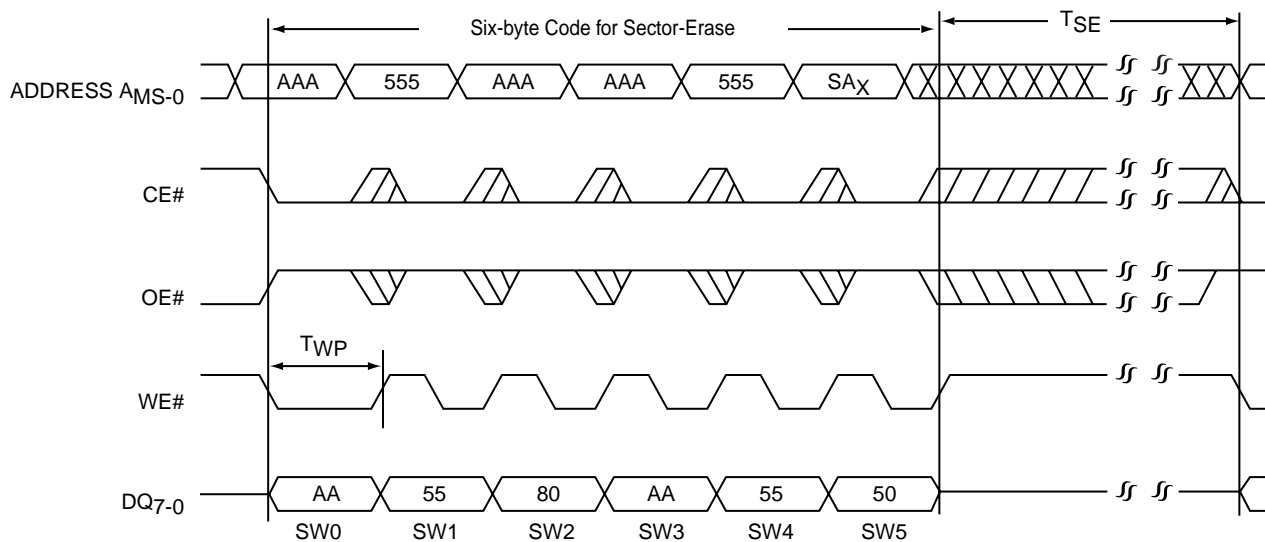 Six-byte Code for Sector-Erase TSE
ADDRESS AMS-0 AAA 555 AAA AAA 555 SAX
CE#
OE#
TWP
WE#
DQ7-0 AA 55 80 AA 55 50
SW0 SW1 SW2 SW3 SW4 SW5